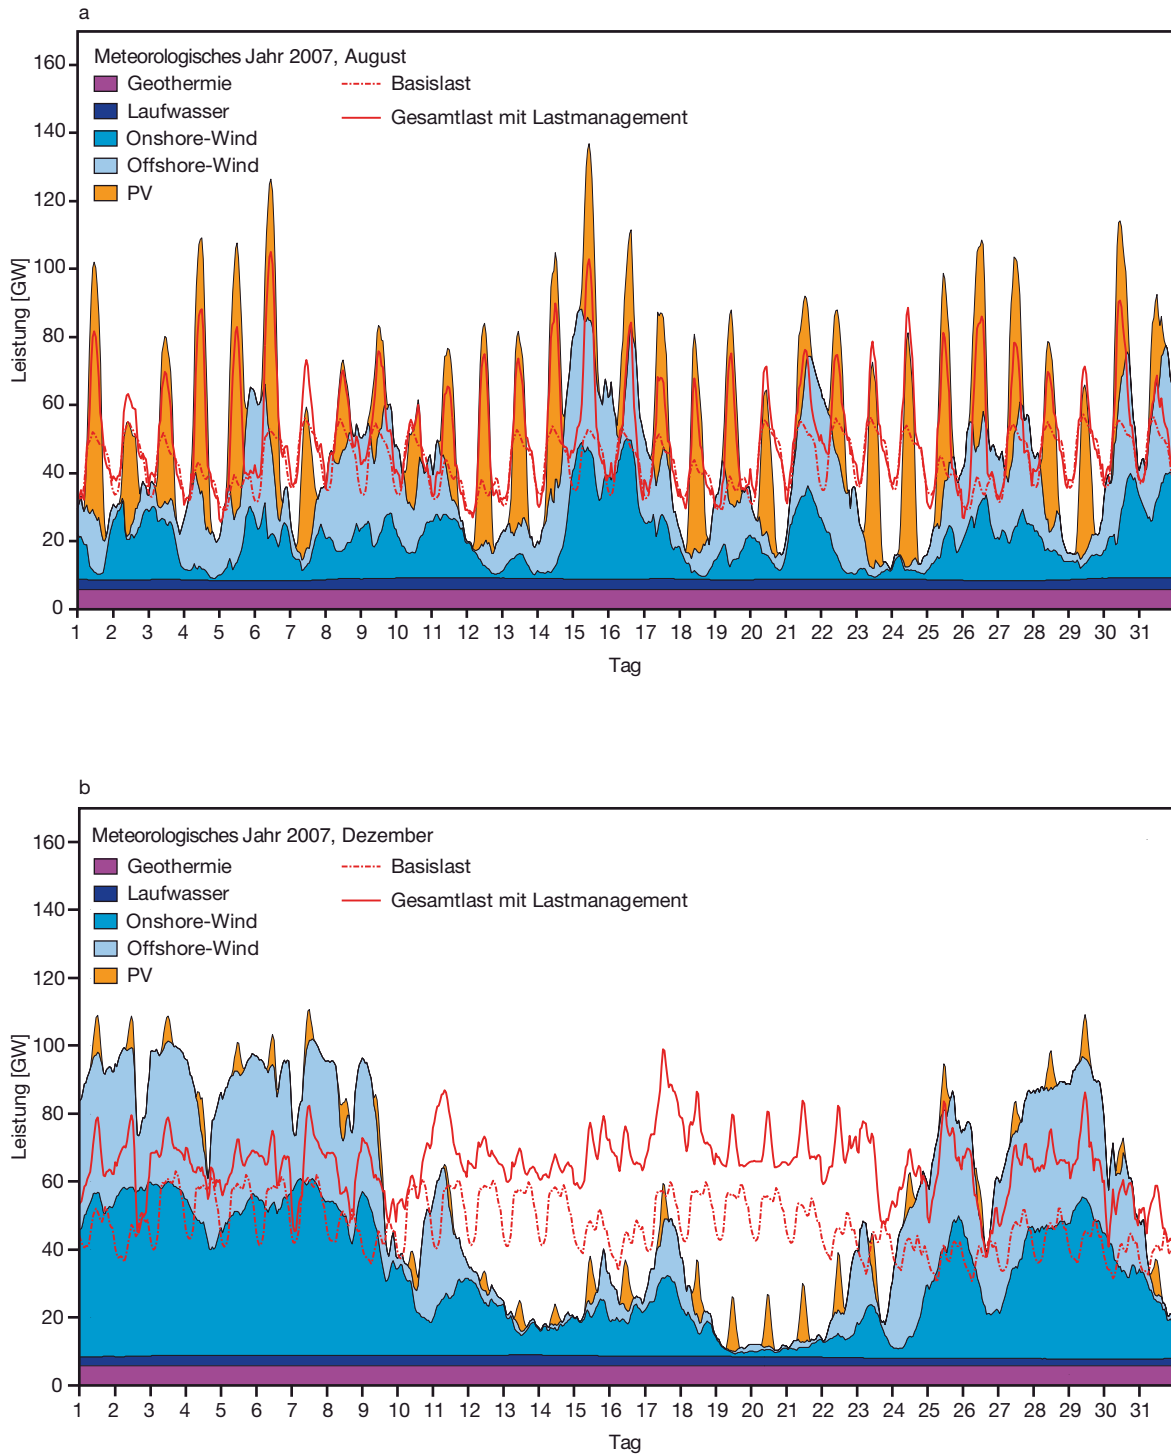 a
Meteorologisches Jahr 2007, August
Geothermie
Laufwasser
Onshore-Wind
Offshore-Wind
PV
Basislast
Gesamtlast mit Lastmanagement
Leistung [GW]
160
140
120
100
80
60
40
20
0
1 2 3 4 5 6 7 8 9 10 11 12 13 14 15 16 17 18 19 20 21 22 23 24 25 26 27 28 29 30 31
Tag
b
Meteorologisches Jahr 2007, Dezember
Geothermie
Laufwasser
Onshore-Wind
Offshore-Wind
PV
Basislast
Gesamtlast mit Lastmanagement
Leistung [GW]
160
140
120
100
80
60
40
20
0
1 2 3 4 5 6 7 8 9 10 11 12 13 14 15 16 17 18 19 20 21 22 23 24 25 26 27 28 29 30 31
Tag